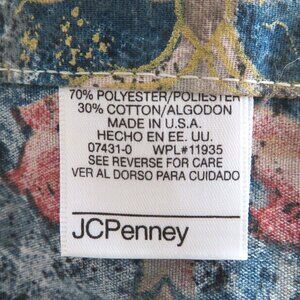 70% POLYESTER/POLIESTER
30% COTTON/ALGODON
MADE IN U.S.A.
HECHO EN EE. UU.
07431-0 WPL#11935
SEE REVERSE FOR CARE
VER AL DORSO PARA CUIDADO
JCPenney